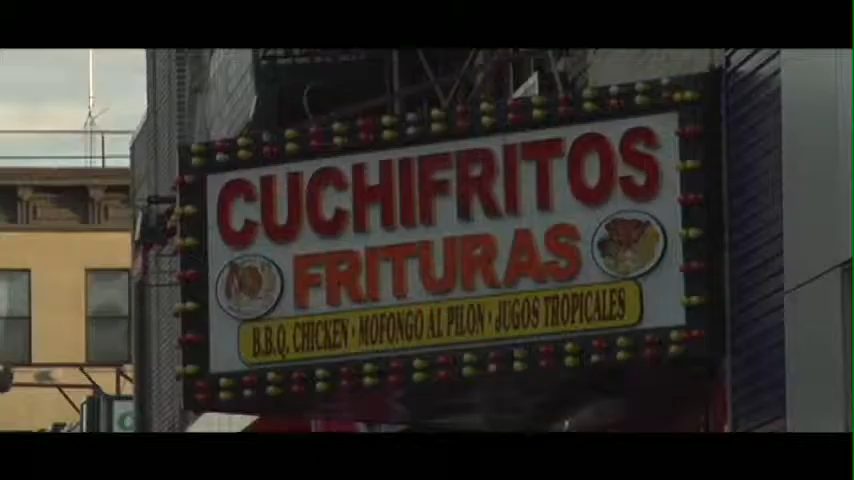 CUCHIFRITOS
FRITURAS
B.B.Q. CHICKEN · MOFONGO AL PILON · JUGOS TROPICALES